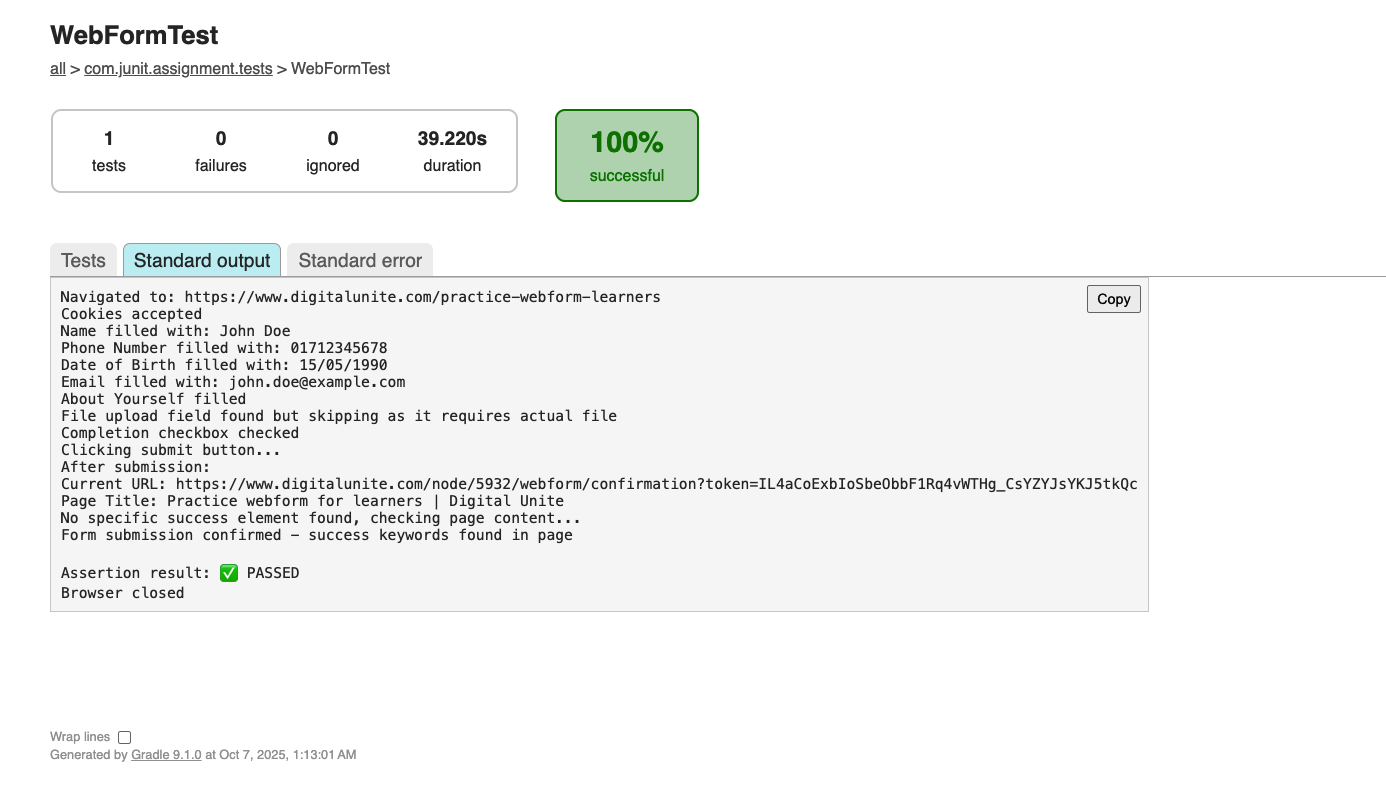 WebFormTest
all > com.junit.assignment.tests > WebFormTest
1 0 0 39.220s
tests failures ignored duration
100%
successful
Tests Standard output Standard error
Copy
Navigated to: https://www.digitalunite.com/practice-webform-learners
Cookies accepted
Name filled with: John Doe
Phone Number filled with: 01712345678
Date of Birth filled with: 15/05/1990
Email filled with: john.doe@example.com
About Yourself filled
File upload field found but skipping as it requires actual file
Completion checkbox checked
Clicking submit button...
After submission:
Current URL: https://www.digitalunite.com/node/5932/webform/confirmation?token=IL4aCoExbIoSbeObbF1Rq4vWTHg_CsYZYJsYKJ5tkQc
Page Title: Practice webform for learners | Digital Unite
No specific success element found, checking page content...
Form submission confirmed – success keywords found in page
Assertion result: ✅ PASSED
Browser closed
Wrap lines
Generated by Gradle 9.1.0 at Oct 7, 2025, 1:13:01 AM